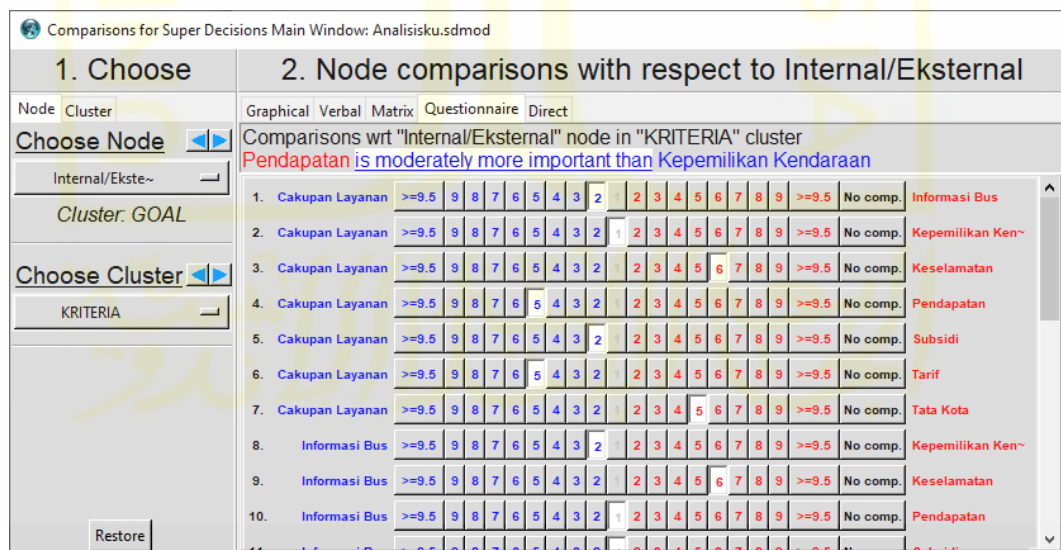 Comparisons for Super Decisions Main Window: Analisisku.sdmod
1. Choose
2. Node comparisons with respect to Internal/Eksternal
Node Cluster
Graphical Verbal Matrix Questionnaire Direct
Choose Node
Internal/Ekste~
Cluster: GOAL
Choose Cluster
KRITERIA
Restore
Comparisons wrt "Internal/Eksternal" node in "KRITERIA" cluster
Pendapatan is moderately more important than Kepemilikan Kendaraan
1. Cakupan Layanan >=9.5 9 8 7 6 5 4 3 2 1 2 3 4 5 6 7 8 9 >=9.5 No comp. Informasi Bus
2. Cakupan Layanan >=9.5 9 8 7 6 5 4 3 2 1 2 3 4 5 6 7 8 9 >=9.5 No comp. Kepemilikan Ken~
3. Cakupan Layanan >=9.5 9 8 7 6 5 4 3 2 1 2 3 4 5 6 7 8 9 >=9.5 No comp. Keselamatan
4. Cakupan Layanan >=9.5 9 8 7 6 5 4 3 2 1 2 3 4 5 6 7 8 9 >=9.5 No comp. Pendapatan
5. Cakupan Layanan >=9.5 9 8 7 6 5 4 3 2 1 2 3 4 5 6 7 8 9 >=9.5 No comp. Subsidi
6. Cakupan Layanan >=9.5 9 8 7 6 5 4 3 2 1 2 3 4 5 6 7 8 9 >=9.5 No comp. Tarif
7. Cakupan Layanan >=9.5 9 8 7 6 5 4 3 2 1 2 3 4 5 6 7 8 9 >=9.5 No comp. Tata Kota
8. Informasi Bus >=9.5 9 8 7 6 5 4 3 2 1 2 3 4 5 6 7 8 9 >=9.5 No comp. Kepemilikan Ken~
9. Informasi Bus >=9.5 9 8 7 6 5 4 3 2 1 2 3 4 5 6 7 8 9 >=9.5 No comp. Keselamatan
10. Informasi Bus >=9.5 9 8 7 6 5 4 3 2 1 2 3 4 5 6 7 8 9 >=9.5 No comp. Pendapatan